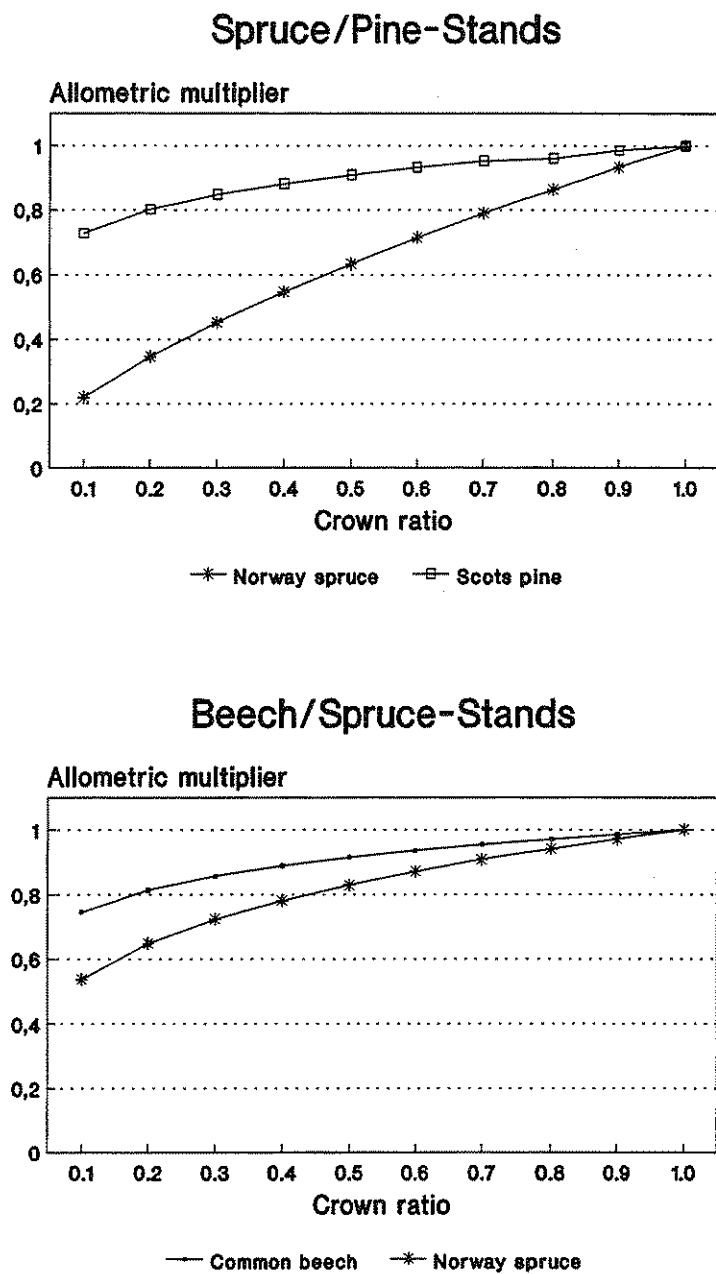 Spruce/Pine-Stands
Allometric multiplier
1
0,8
0,6
0,4
0,2
0
0.1 0.2 0.3 0.4 0.5 0.6 0.7 0.8 0.9 1.0
Crown ratio
Norway spruce Scots pine
Beech/Spruce-Stands
Allometric multiplier
1
0,8
0,6
0,4
0,2
0
0.1 0.2 0.3 0.4 0.5 0.6 0.7 0.8 0.9 1.0
Crown ratio
Common beech Norway spruce